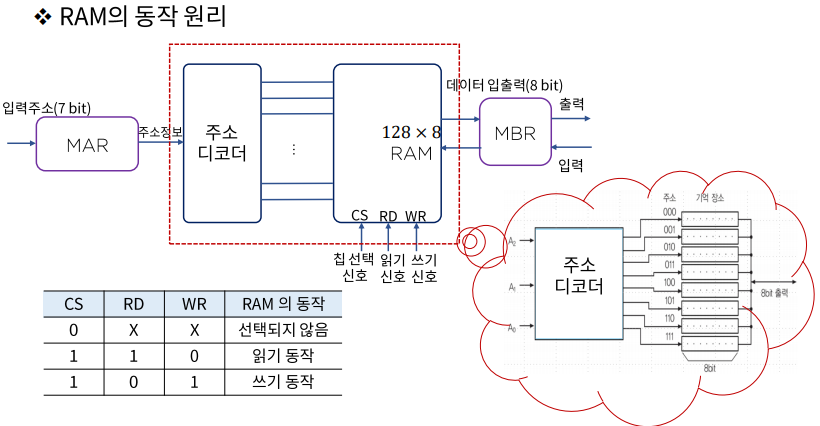 ❖ RAM의 동작 원리
입력주소(7 bit)
MAR
주소정보
주소
디코더
⋮
128 × 8
RAM
CS RD WR
칩 선택
신호
읽기
신호
쓰기
신호
데이터 입출력(8 bit)
MBR
출력
입력
CS RD WR RAM 의 동작
0 X X 선택되지 않음
1 1 0 읽기 동작
1 0 1 쓰기 동작
주소 기억 장소
A₂
A₁
A₀
주소
디코더
000
001
010
011
100
101
110
111
8bit 출력
8bit